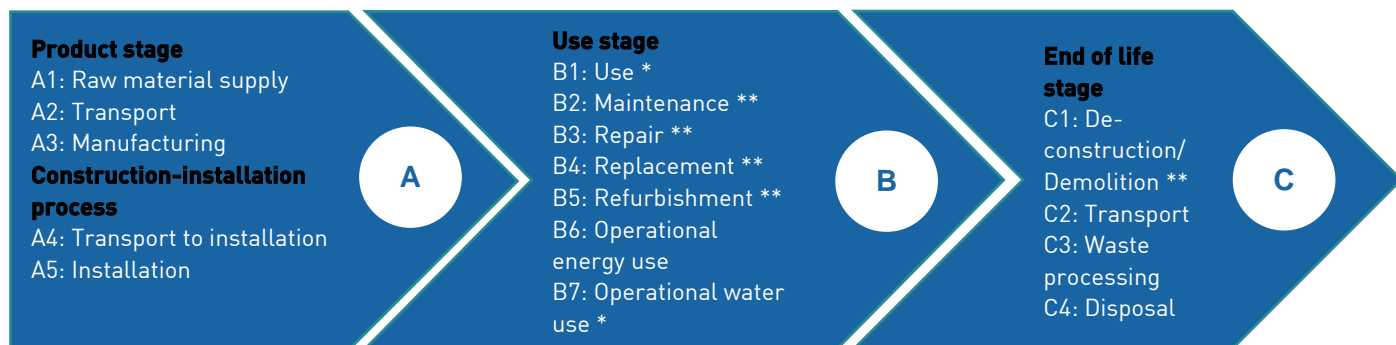 Product stage
A1: Raw material supply
A2: Transport
A3: Manufacturing
Construction-installation
process
A4: Transport to installation
A5: Installation
A
Use stage
B1: Use *
B2: Maintenance **
B3: Repair **
B4: Replacement **
B5: Refurbishment **
B6: Operational
energy use
B7: Operational water
use *
B
End of life
stage
C1: De-
construction/
Demolition **
C2: Transport
C3: Waste
processing
C4: Disposal
C